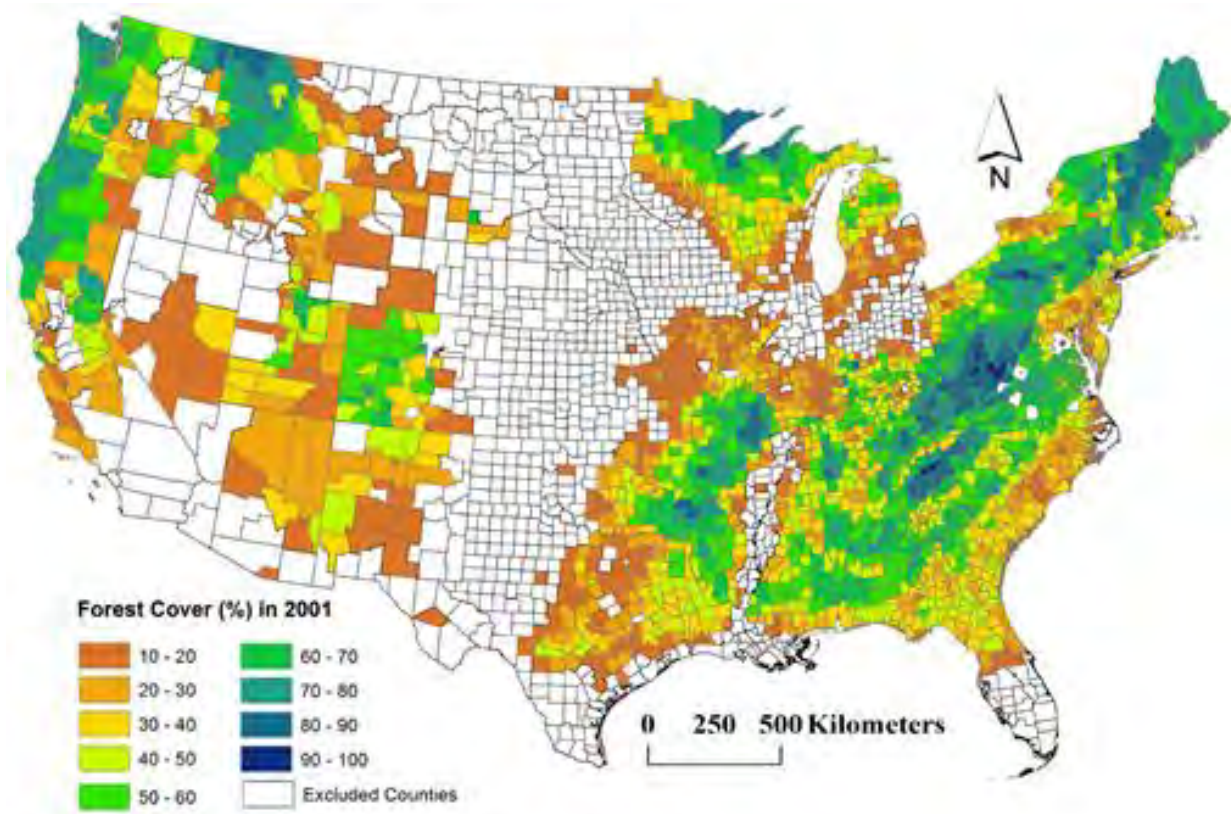 N
Forest Cover (%) in 2001
10 - 20
20 - 30
30 - 40
40 - 50
50 - 60
60 - 70
70 - 80
80 - 90
90 - 100
Excluded Counties
0 250 500 Kilometers